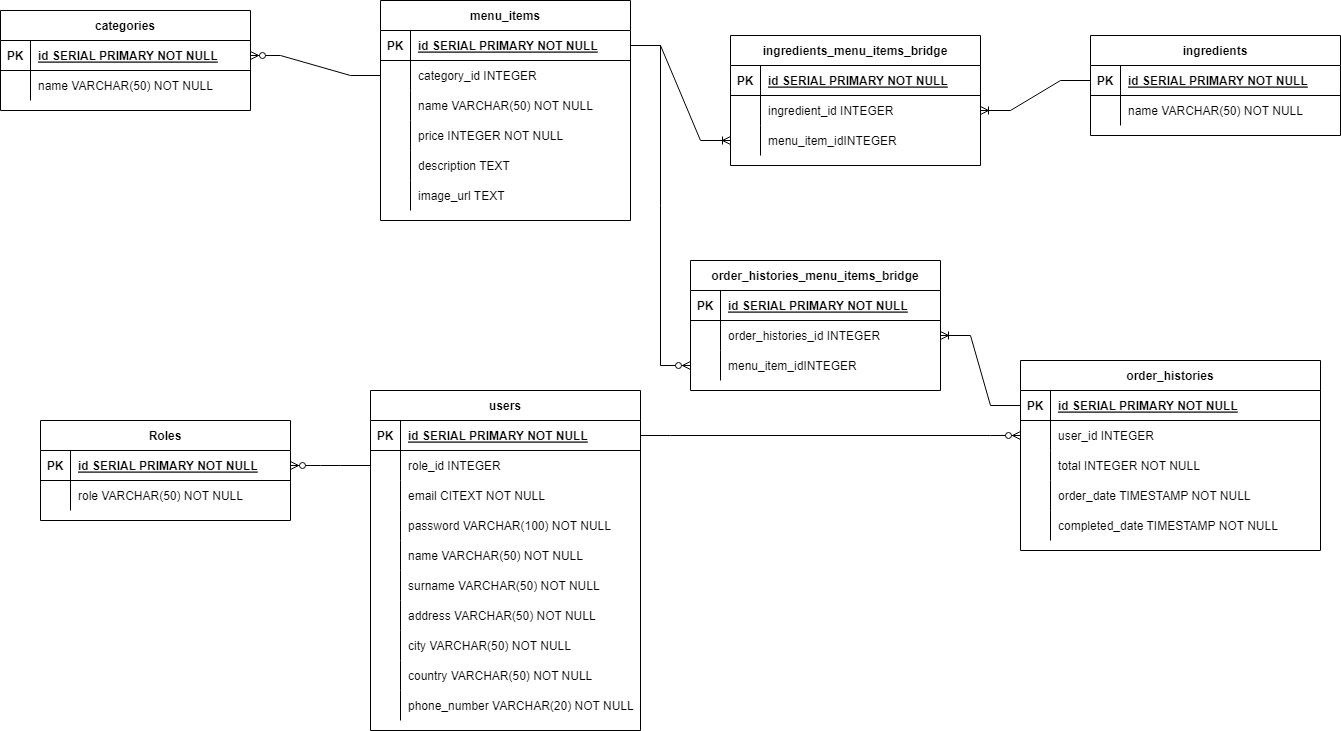 categories
PK id SERIAL PRIMARY NOT NULL
name VARCHAR(50) NOT NULL
menu_items
PK id SERIAL PRIMARY NOT NULL
category_id INTEGER
name VARCHAR(50) NOT NULL
price INTEGER NOT NULL
description TEXT
image_url TEXT
ingredients_menu_items_bridge
PK id SERIAL PRIMARY NOT NULL
ingredient_id INTEGER
menu_item_idINTEGER
ingredients
PK id SERIAL PRIMARY NOT NULL
name VARCHAR(50) NOT NULL
order_histories_menu_items_bridge
PK id SERIAL PRIMARY NOT NULL
order_histories_id INTEGER
menu_item_idINTEGER
order_histories
PK id SERIAL PRIMARY NOT NULL
user_id INTEGER
total INTEGER NOT NULL
order_date TIMESTAMP NOT NULL
completed_date TIMESTAMP NOT NULL
Roles
PK id SERIAL PRIMARY NOT NULL
role VARCHAR(50) NOT NULL
users
PK id SERIAL PRIMARY NOT NULL
role_id INTEGER
email CITEXT NOT NULL
password VARCHAR(100) NOT NULL
name VARCHAR(50) NOT NULL
surname VARCHAR(50) NOT NULL
address VARCHAR(50) NOT NULL
city VARCHAR(50) NOT NULL
country VARCHAR(50) NOT NULL
phone_number VARCHAR(20) NOT NULL